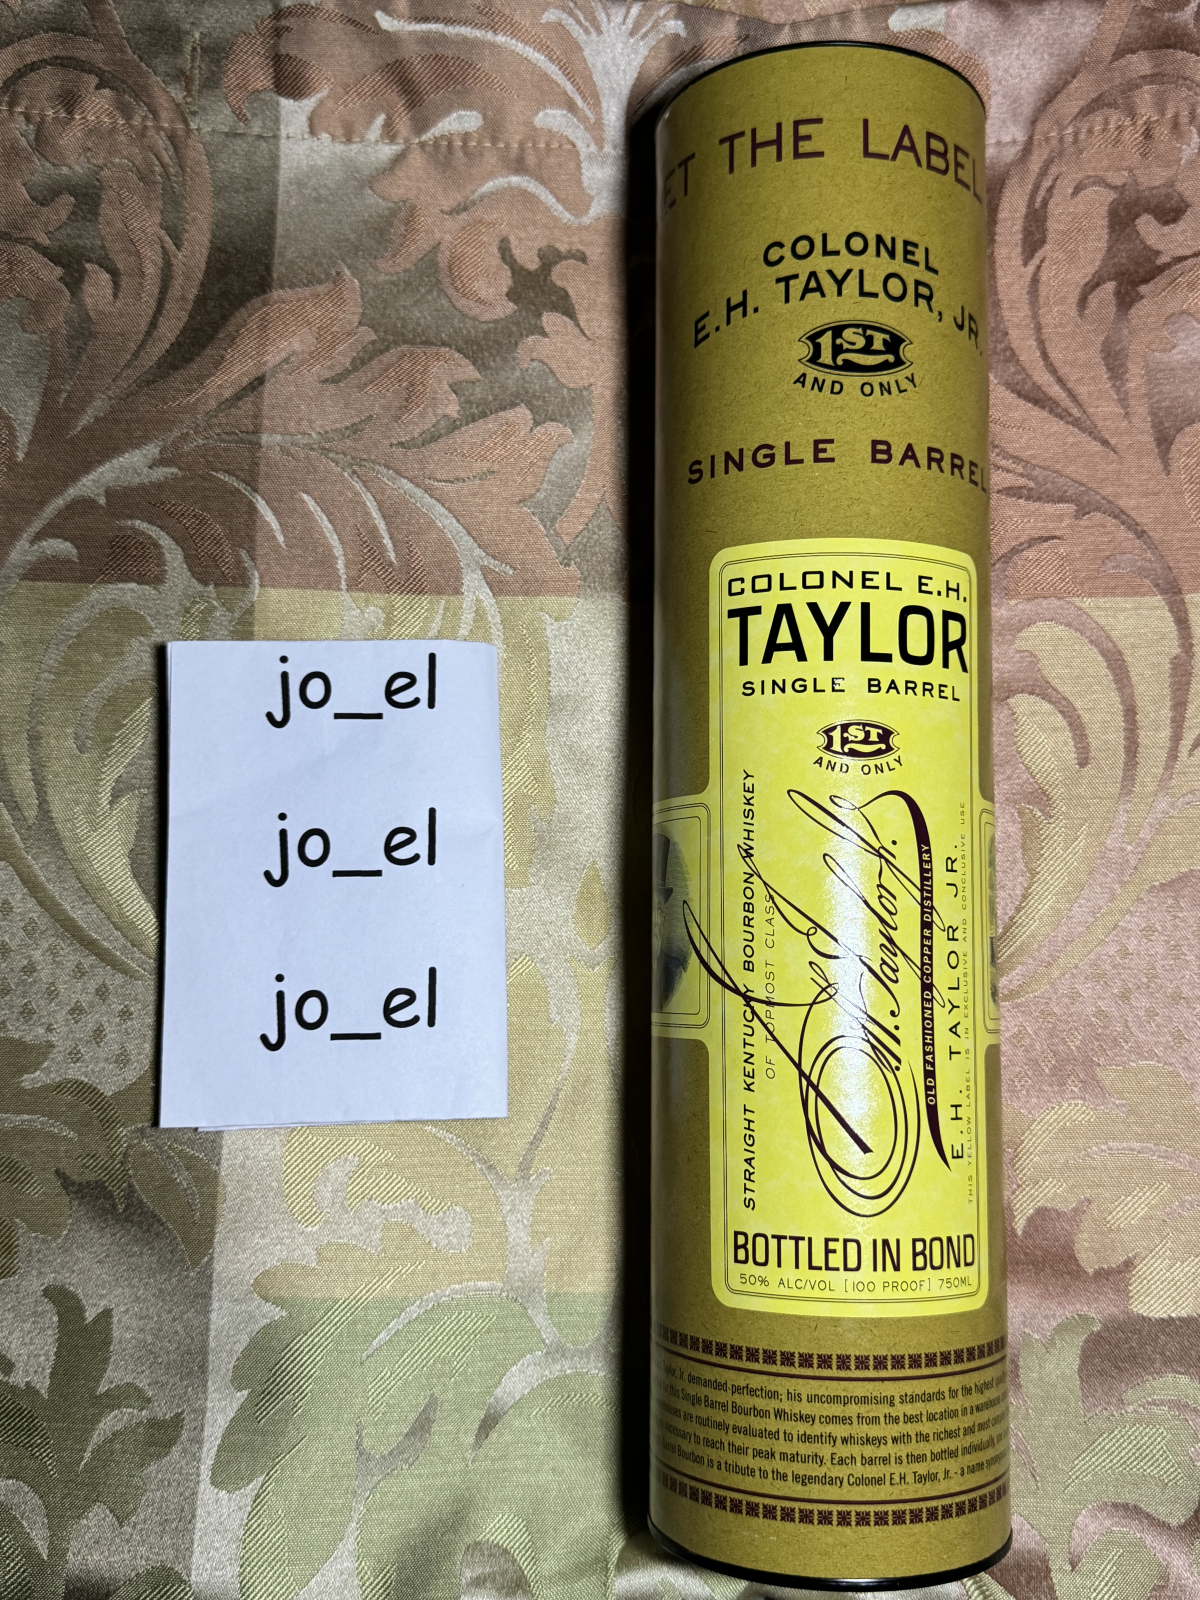 jo_el
jo_el
jo_el
THE LABEL
COLONEL
E.H. TAYLOR, JR.
1ST
AND ONLY
SINGLE BARREL
COLONEL E.H.
TAYLOR
SINGLE BARREL
1ST
AND ONLY
STRAIGHT KENTUCKY BOURBON WHISKEY
OF TOPMOST CLASS
E.H. Taylor, Jr.
OLD FASHIONED COPPER DISTILLERY
E.H. TAYLOR JR.
THIS YELLOW LABEL IS IN EXCLUSIVE AND CONCLUSIVE USE
BOTTLED IN BOND
50% ALC/VOL [100 PROOF] 750ML
Taylor, Jr. demanded perfection; his uncompromising standards for the highest
for this Single Barrel Bourbon Whiskey comes from the best location in a warehouse
are routinely evaluated to identify whiskeys with the richest and most
necessary to reach their peak maturity. Each barrel is then bottled individually,
Barrel Bourbon is a tribute to the legendary Colonel E.H. Taylor, Jr. - a name